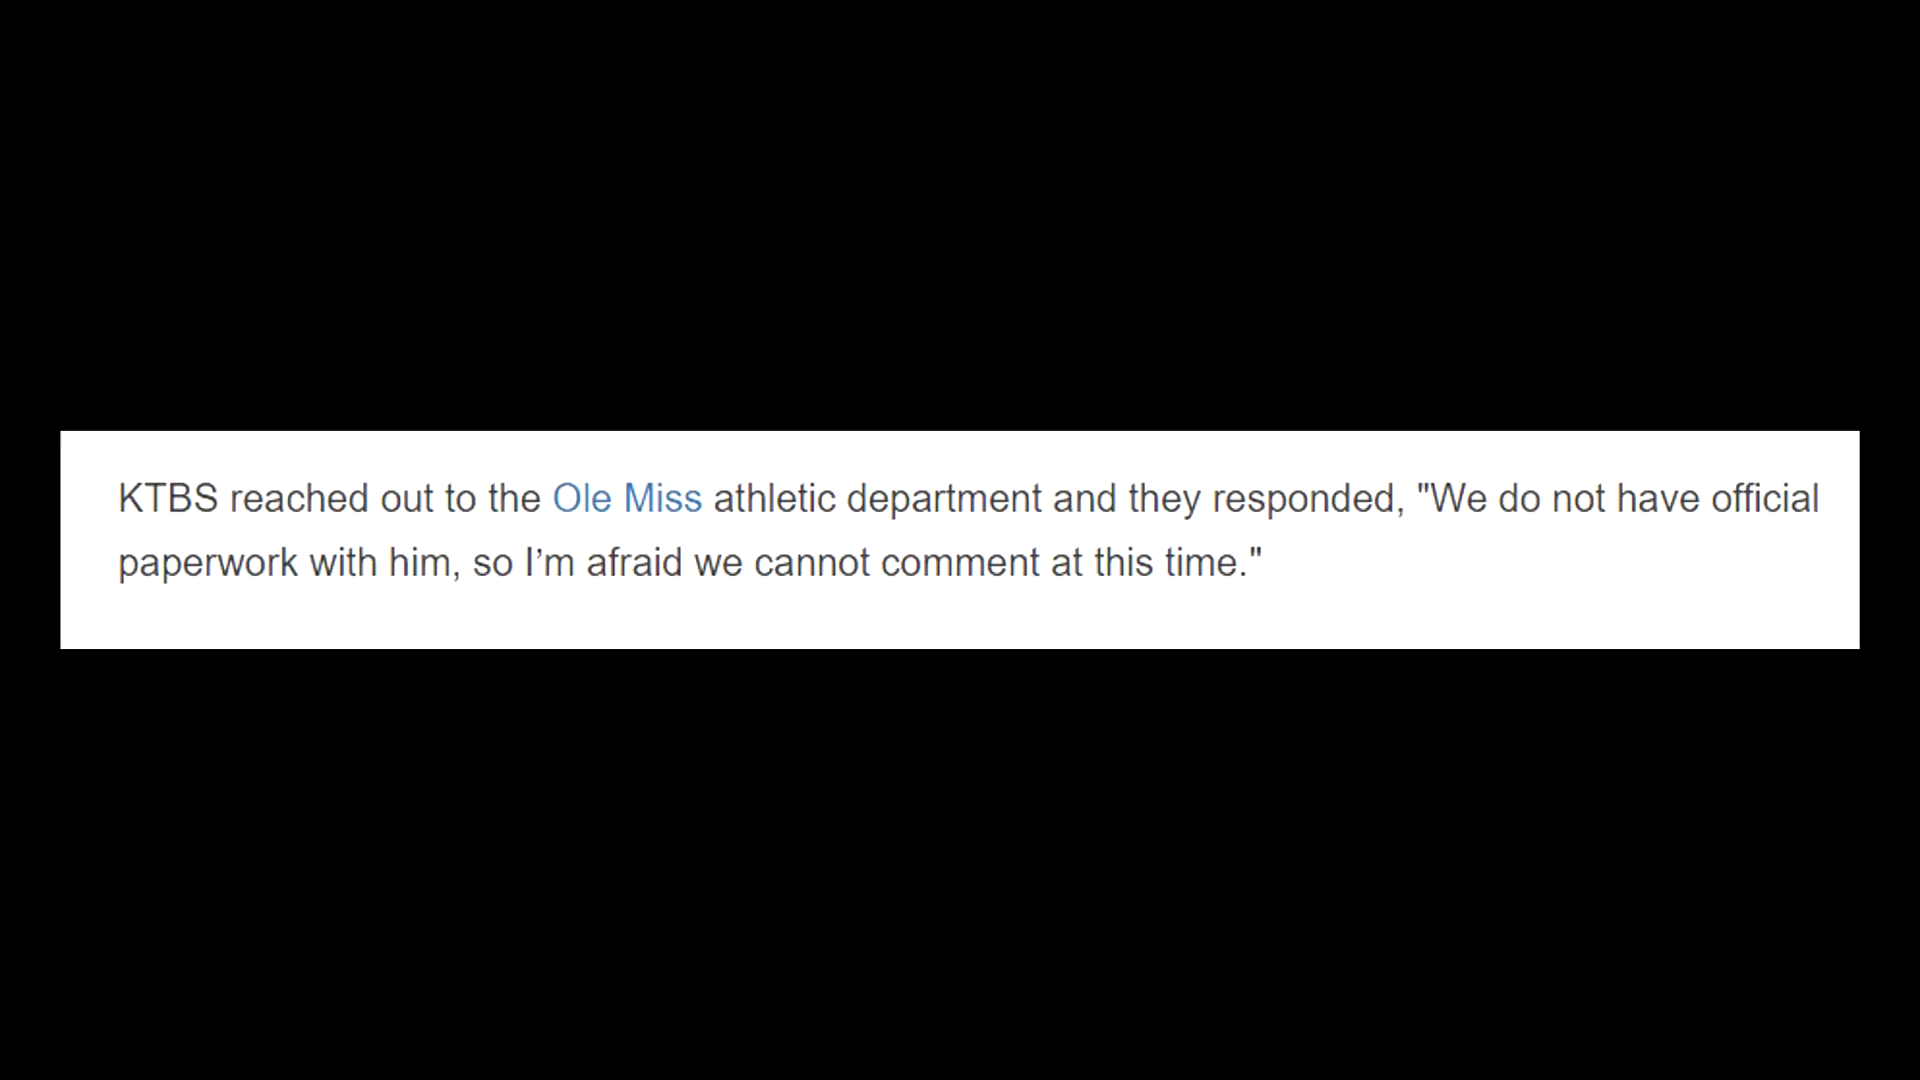 KTBS reached out to the Ole Miss athletic department and they responded, "We do not have official
paperwork with him, so I’m afraid we cannot comment at this time."